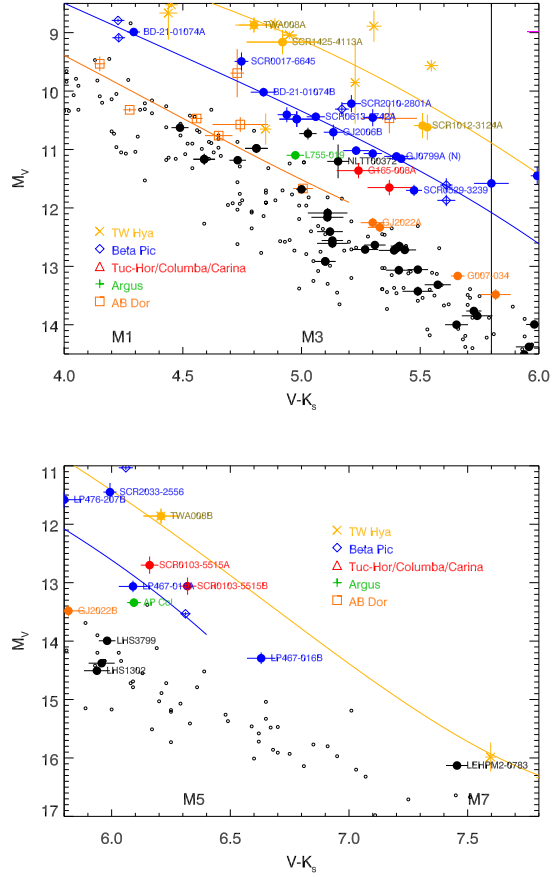 9
10
11
12
13
14
M_V
TWA008A
BD-21-01074A
SCR1425-4113A
SCR0017-6645
BD-21-01074B
SCR2010-2801A
SCR0613-2742A
SCR1012-3124A
GJ2006B
L755-019
NLTT00372
GJ0799A (N)
G165-008A
SCR0529-3239
GJ2022A
G007-034
TW Hya
Beta Pic
Tuc-Hor/Columba/Carina
Argus
AB Dor
M1
M3
4.0
4.5
5.0
5.5
6.0
V-K_s
11
12
13
14
15
16
17
M_V
SCR2033-2556
LP476-207B
TWA008B
SCR0103-5515A
LP467-016A
SCR0103-5515B
AP Col
GJ2022B
LHS3799
LHS1302
LP467-016B
LEHPM2-0783
TW Hya
Beta Pic
Tuc-Hor/Columba/Carina
Argus
AB Dor
M5
M7
6.0
6.5
7.0
7.5
V-K_s